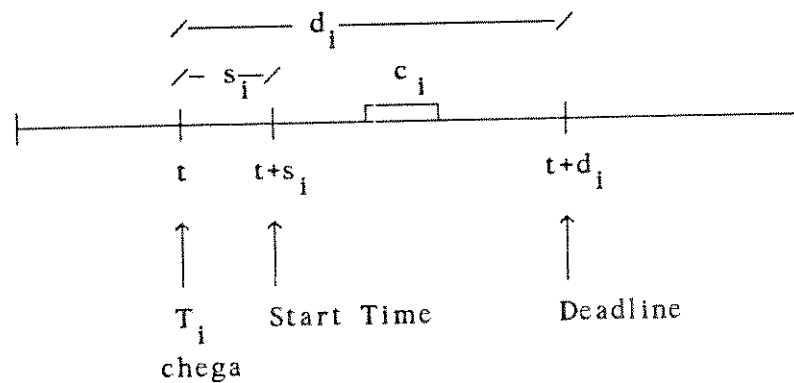 d_i
s_i
c_i
t t+s_i t+d_i
T_i Start Time Deadline
chega